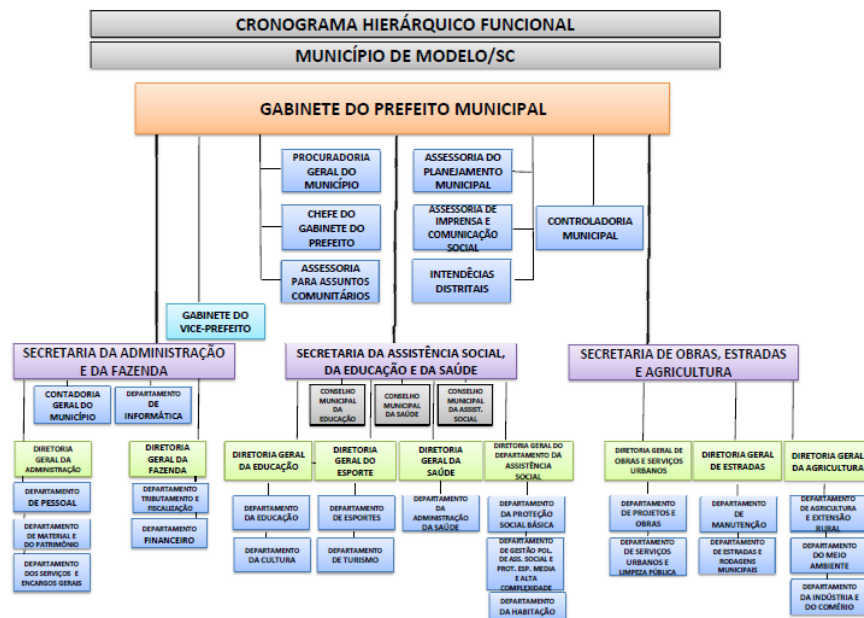 CRONOGRAMA HIERÁRQUICO FUNCIONAL
MUNICÍPIO DE MODELO/SC
GABINETE DO PREFEITO MUNICIPAL
PROCURADORIA
GERAL DO
MUNICÍPIO
ASSESSORIA DO
PLANEJAMENTO
MUNICIPAL
CHEFE DO
GABINETE DO
PREFEITO
ASSESSORIA DE
IMPRENSA E
COMUNICAÇÃO
SOCIAL
CONTROLADORIA
MUNICIPAL
ASSESSORIA
PARA ASSUNTOS
COMUNITÁRIOS
INTENDÊCIAS
DISTRITAIS
GABINETE DO
VICE-PREFEITO
SECRETARIA DA ADMINISTRAÇÃO
E DA FAZENDA
SECRETARIA DA ASSISTÊNCIA SOCIAL,
DA EDUCAÇÃO E DA SAÚDE
SECRETARIA DE OBRAS, ESTRADAS
E AGRICULTURA
CONTADORIA
GERAL DO
MUNICÍPIO
DEPARTAMENTO
DE
INFORMÁTICA
CONSELHO
MUNICIPAL
DA
EDUCAÇÃO
CONSELHO
MUNICIPAL
DA SAÚDE
CONSELHO
MUNICIPAL
DA ASSIST.
SOCIAL
DIRETORIA
GERAL DA
ADMINISTRAÇÃO
DIRETORIA
GERAL DA
FAZENDA
DIRETORIA GERAL
DA EDUCAÇÃO
DIRETORIA
GERAL DO
ESPORTE
DIRETORIA
GERAL DA
SAÚDE
DIRETORIA GERAL DO
DEPARTAMENTO DA
ASSISTÊNCIA
SOCIAL
DIRETORIA GERAL DE
OBRAS E SERVIÇOS
URBANOS
DIRETORIA GERAL
DE ESTRADAS
DIRETORIA GERAL
DA AGRICULTURA
DEPARTAMENTO
DE PESSOAL
DEPARTAMENTO
TRIBUTAMENTO E
FISCALIZAÇÃO
DEPARTAMENTO
DA EDUCAÇÃO
DEPARTAMENTO
DE ESPORTES
DEPARTAMENTO
DA
ADMINISTRAÇÃO
DA SAÚDE
DEPARTAMENTO
DA PROTEÇÃO
SOCIAL BÁSICA
DEPARTAMENTO
DE PROJETOS E
OBRAS
DEPARTAMENTO
DE
MANUTENÇÃO
DEPARTAMENTO
DE AGRICULTURA
E EXTENSÃO
RURAL
DEPARTAMENTO
DE MATERIAL E DO
PATRIMÔNIO
DEPARTAMENTO
FINANCEIRO
DEPARTAMENTO
DA CULTURA
DEPARTAMENTO
DE TURISMO
DEPARTAMENTO
DE GESTÃO POL.
DE ASS. SOCIAL E
PROT. ESP. MEDIA
E ALTA
COMPLEXIDADE
DEPARTAMENTO
DE SERVIÇOS
URBANOS E
LIMPEZA PÚBLICA
DEPARTAMENTO
DE ESTRADAS E
RODAGENS
MUNICIPAIS
DEPARTAMENTO
DO MEIO
AMBIENTE
DEPARTAMENTO
DOS SERVIÇOS E
ENCARGOS GERAIS
DEPARTAMENTO
DA HABITAÇÃO
DEPARTAMENTO
DA INDÚSTRIA E
DO COMÉRIO